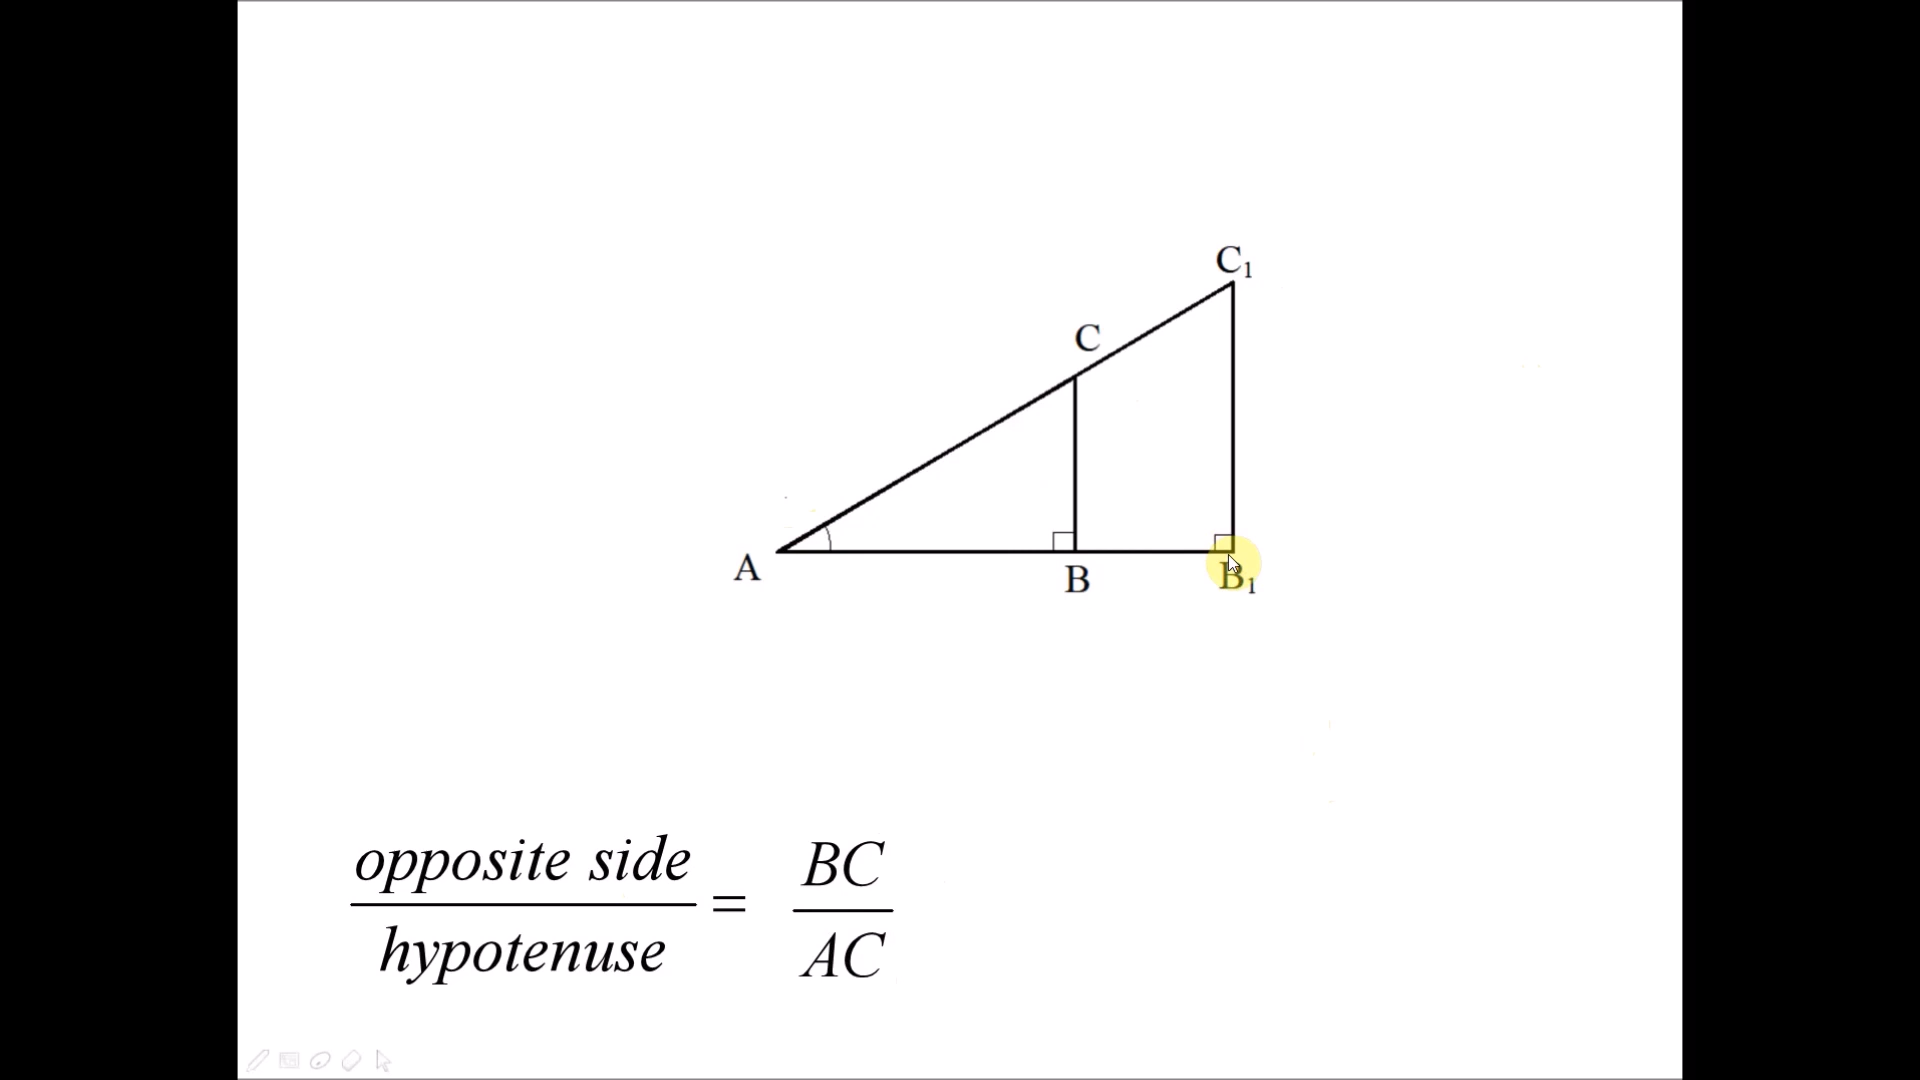 C₁
C
A
B
B₁
opposite side / hypotenuse = BC / AC